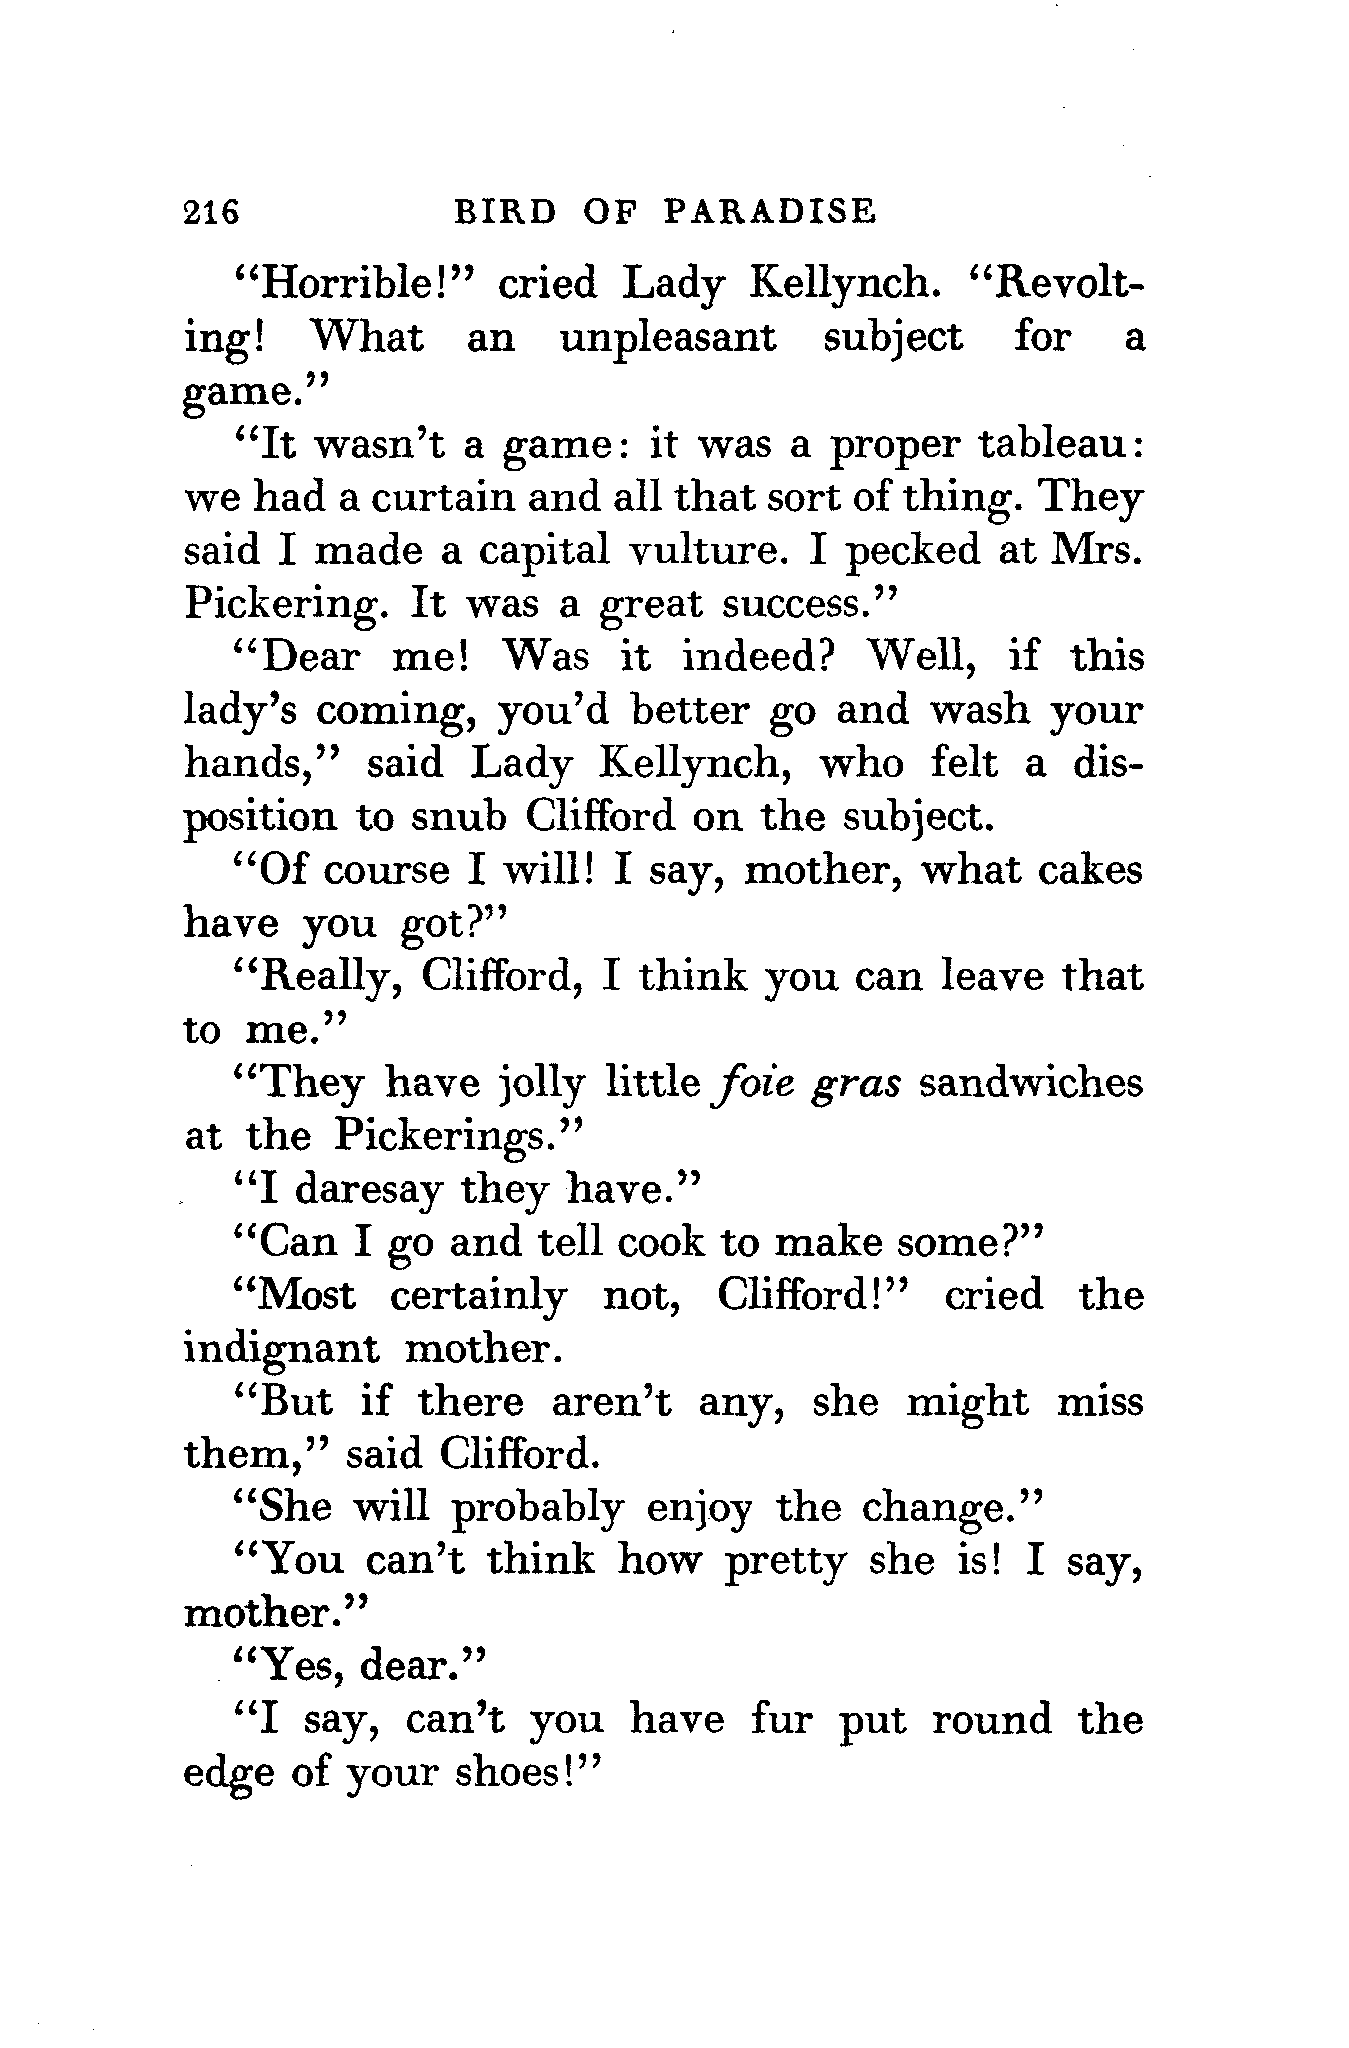 216 BIRD OF PARADISE
“Horrible!” cried Lady Kellynch. “Revolt-
ing! What an unpleasant subject for a
game.”
“It wasn’t a game: it was a proper tableau:
we had a curtain and all that sort of thing. They
said I made a capital vulture. I pecked at Mrs.
Pickering. It was a great success.”
“Dear me! Was it indeed? Well, if this
lady’s coming, you’d better go and wash your
hands,” said Lady Kellynch, who felt a dis-
position to snub Clifford on the subject.
“Of course I will! I say, mother, what cakes
have you got?”
“Really, Clifford, I think you can leave that
to me.”
“They have jolly little foie gras sandwiches
at the Pickerings.”
“I daresay they have.”
“Can I go and tell cook to make some?”
“Most certainly not, Clifford!” cried the
indignant mother.
“But if there aren’t any, she might miss
them,” said Clifford.
“She will probably enjoy the change.”
“You can’t think how pretty she is! I say,
mother.”
“Yes, dear.”
“I say, can’t you have fur put round the
edge of your shoes!”